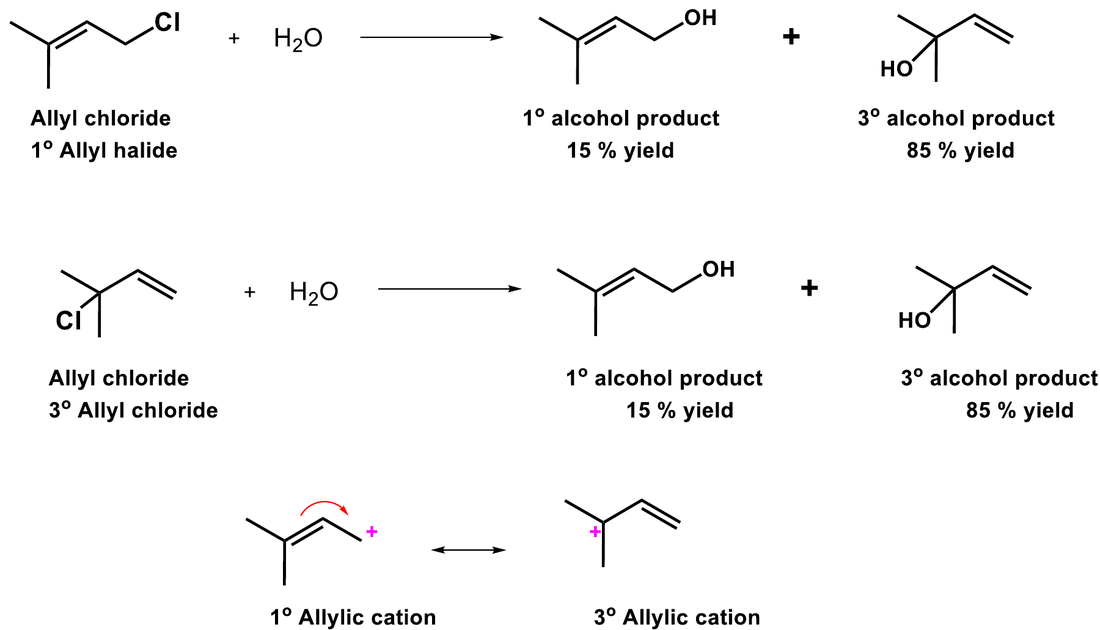 Cl + H₂O OH + HO
Allyl chloride 1º alcohol product 3º alcohol product
1º Allyl halide 15 % yield 85 % yield
Cl + H₂O OH + HO
Allyl chloride 1º alcohol product 3º alcohol product
3º Allyl chloride 15 % yield 85 % yield
+ +
1º Allylic cation 3º Allylic cation